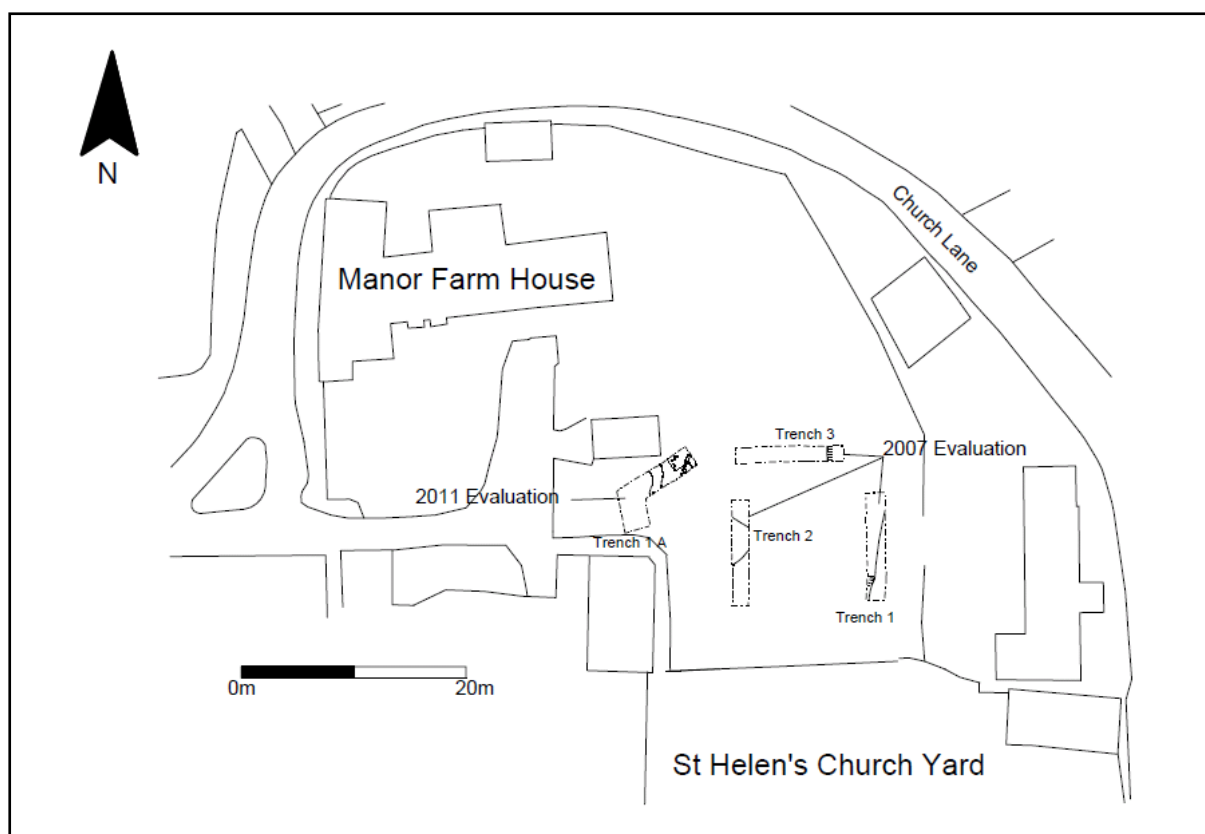 N
Church Lane
Manor Farm House
Trench 3
2007 Evaluation
2011 Evaluation
Trench 1 A
Trench 2
Trench 1
0m
20m
St Helen's Church Yard